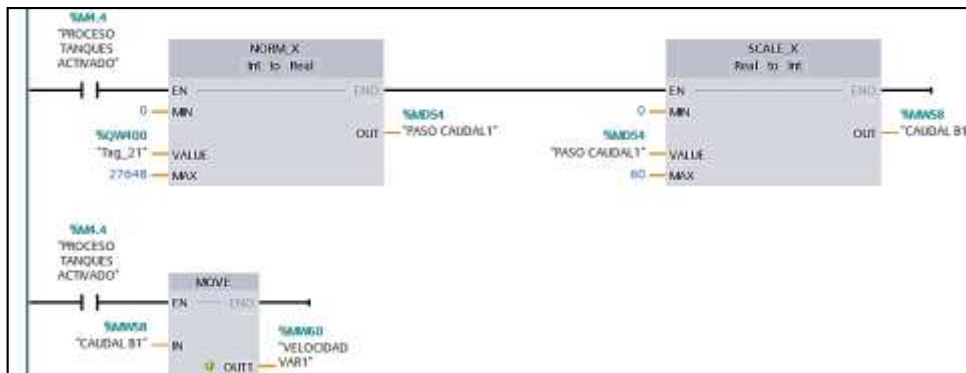 %M4.4
"PROCESO
TANQUES
ACTIVADO"
NORM_X
Int to Real
EN
ENO
0
MIN
%QW400
"Tag_21"
VALUE
27648
MAX
OUT
%MD54
"PASO CAUDAL1"
SCALE_X
Real to Int
EN
ENO
0
MIN
%MD54
"PASO CAUDAL1"
VALUE
60
MAX
OUT
%MW58
"CAUDAL B1
%M4.4
"PROCESO
TANQUES
ACTIVADO"
MOVE
EN
ENO
%MW58
"CAUDAL B1"
IN
OUT1
%MW60
"VELOCIDAD
VAR1"